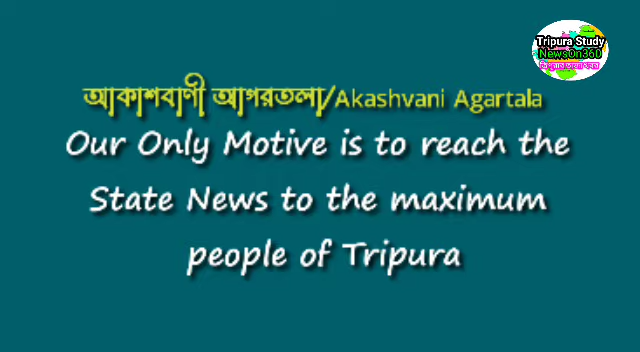 Tripura Study
NewsOn360
ত্রিপুরার তাজা খবর
আকাশবাণী আগরতলা/Akashvani Agartala
Our Only Motive is to reach the
State News to the maximum
people of Tripura